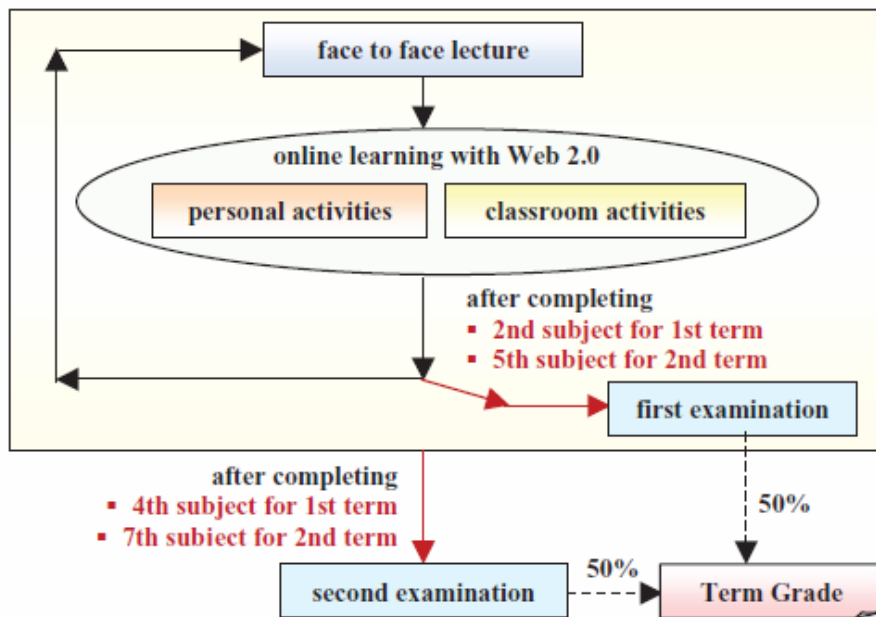 face to face lecture
online learning with Web 2.0
personal activities
classroom activities
after completing
▪ 2nd subject for 1st term
▪ 5th subject for 2nd term
first examination
after completing
▪ 4th subject for 1st term
▪ 7th subject for 2nd term
50%
second examination
50%
Term Grade